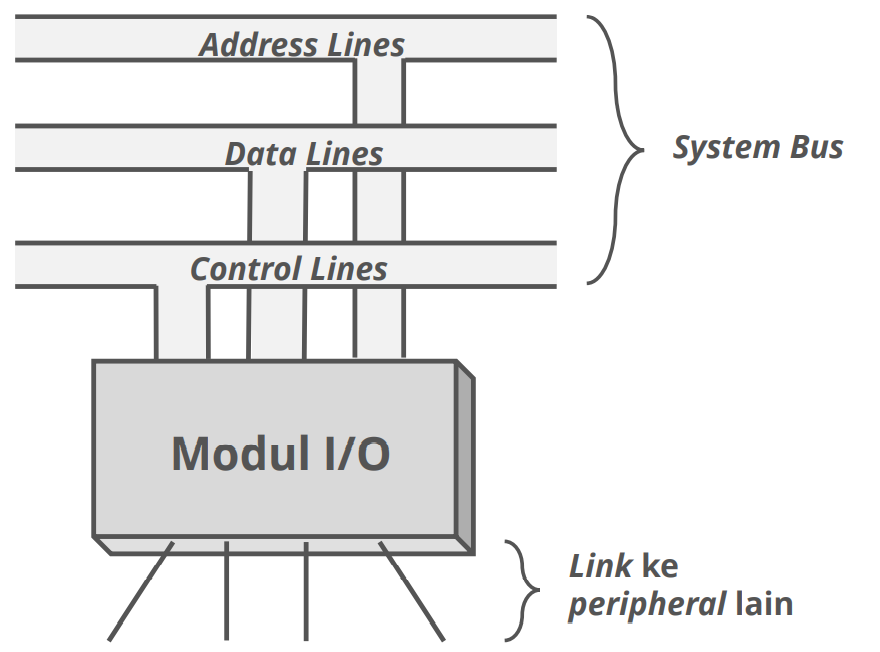 Address Lines
Data Lines
System Bus
Control Lines
Modul I/O
Link ke
peripheral lain